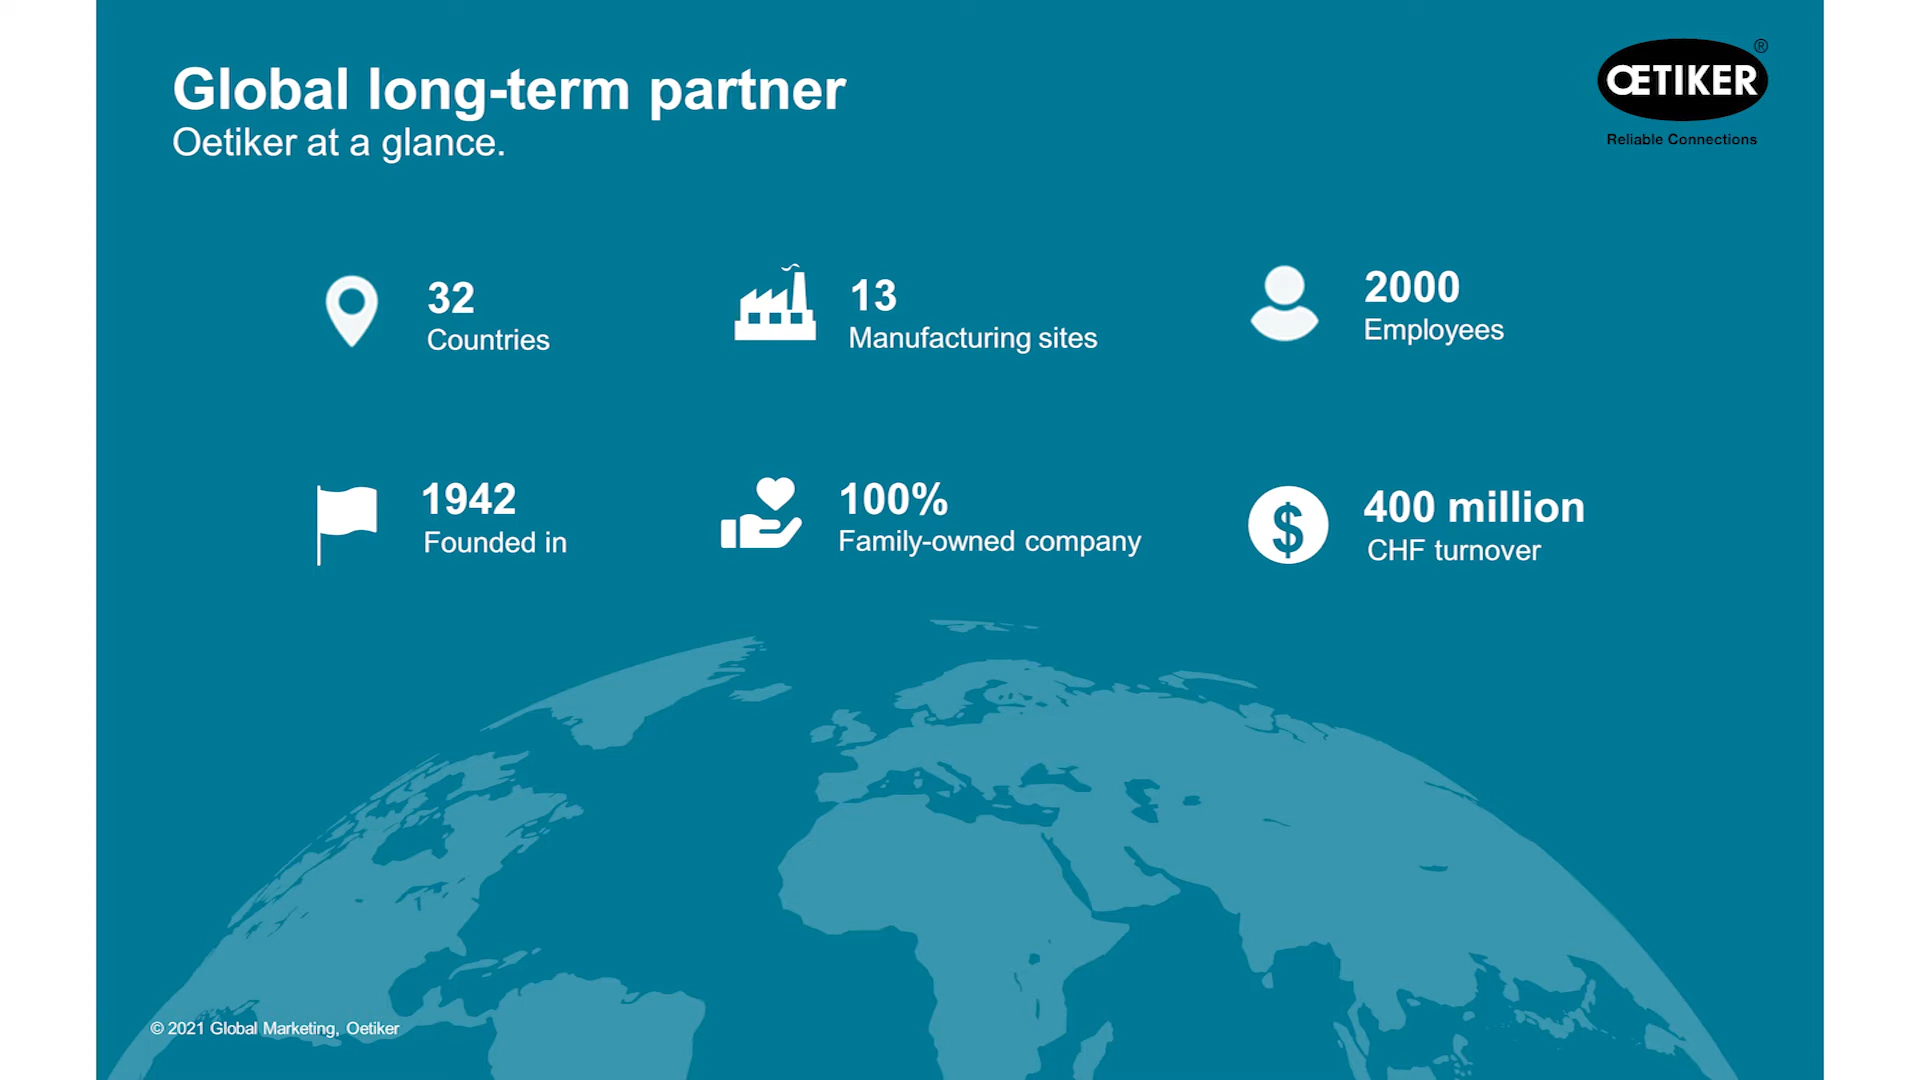 Global long-term partner
Oetiker at a glance.
ŒTIKER®
Reliable Connections
32
Countries
13
Manufacturing sites
2000
Employees
1942
Founded in
100%
Family-owned company
$
400 million
CHF turnover
© 2021 Global Marketing, Oetiker